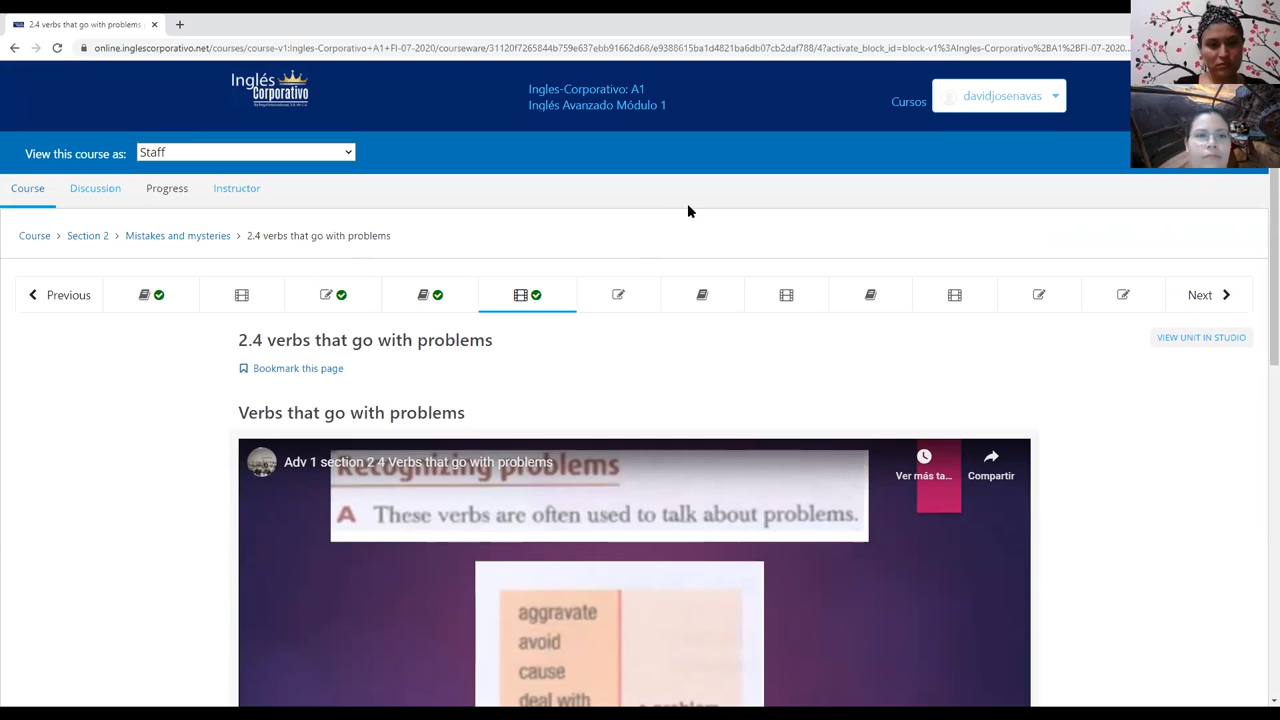 2.4 verbs that go with problems
online.inglescorporativo.net/courses/course-v1:Ingles-Corporativo+A1+FI-07-2020/courseware/31120f7265844b759e637ebb91662d68/e9388615ba1d4821ba6db07cb2daf788/4?activate_block_id=block-v1%3AIngles-Corporativo%2BA1%2BFI-07-2020...
Inglés
Corporativo
Ingles-Corporativo: A1
Inglés Avanzado Módulo 1
Cursos
davidjosenavas
View this course as:
Staff
Course
Discussion
Progress
Instructor
Course > Section 2 > Mistakes and mysteries > 2.4 verbs that go with problems
Previous
Next
2.4 verbs that go with problems
VIEW UNIT IN STUDIO
Bookmark this page
Verbs that go with problems
Adv 1 section 2 4 Verbs that go with problems
Ver más ta...
Compartir
Recognizing problems
A These verbs are often used to talk about problems.
aggravate
avoid
cause
deal with
a problem